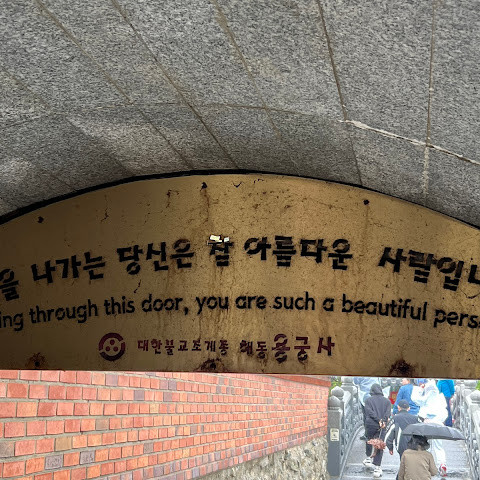 을 나가는 당신은 참 아름다운 사람입니
ing through this door, you are such a beautiful pers
대한불교조계종 해동용궁사